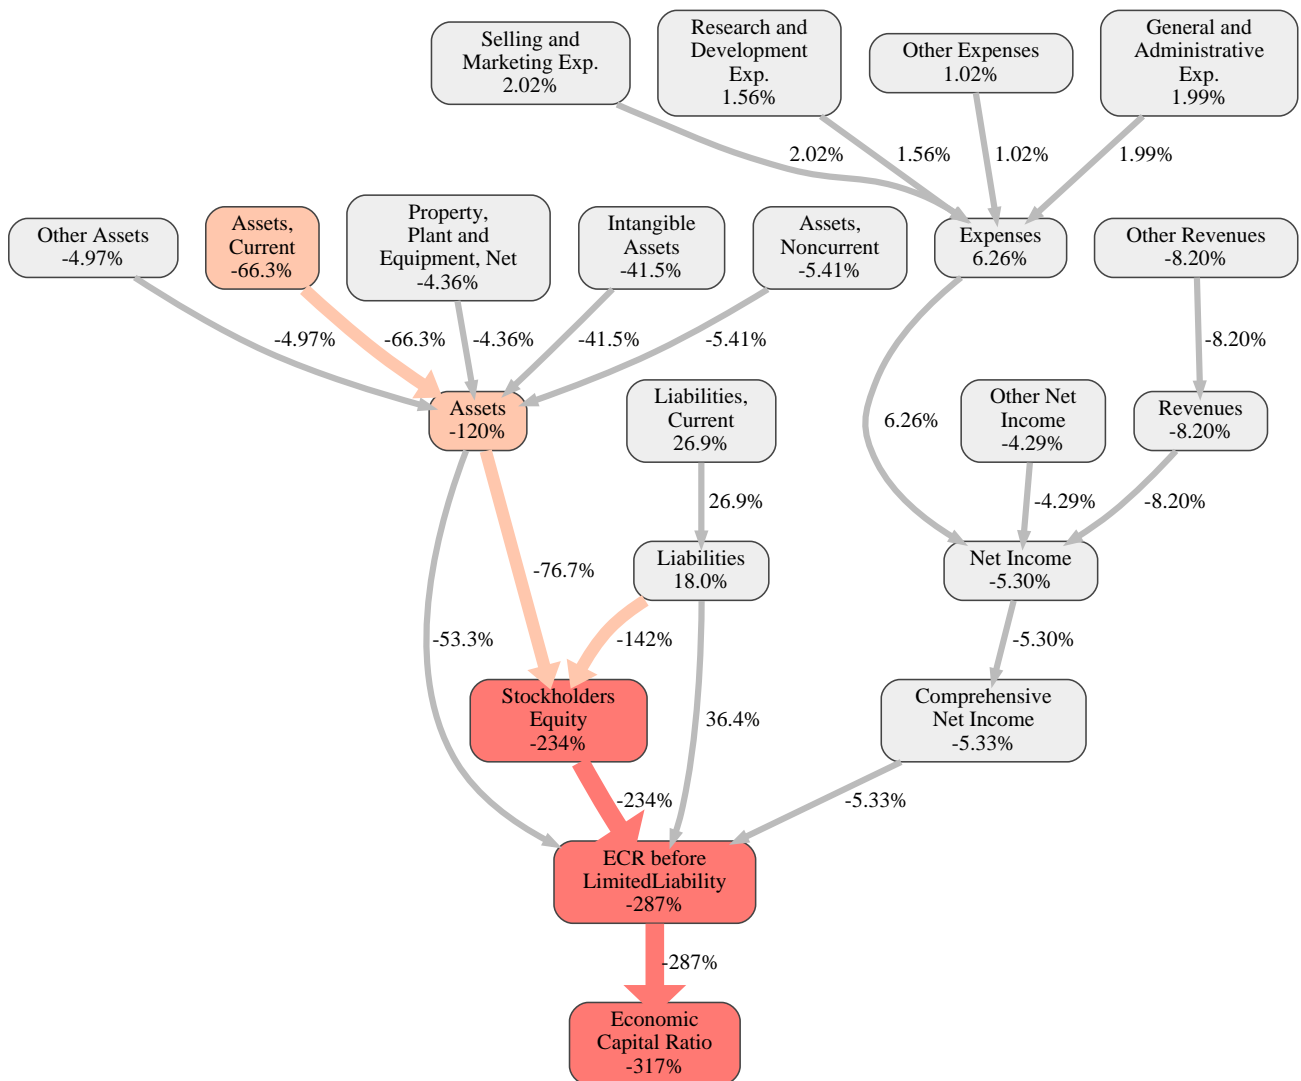 Selling and
Marketing Exp.
2.02%
Research and
Development
Exp.
1.56%
Other Expenses
1.02%
General and
Administrative
Exp.
1.99%
2.02%
1.56%
1.02%
1.99%
Other Assets
-4.97%
Assets,
Current
-66.3%
Property,
Plant and
Equipment, Net
-4.36%
Intangible
Assets
-41.5%
Assets,
Noncurrent
-5.41%
Expenses
6.26%
Other Revenues
-8.20%
-4.97%
-66.3%
-4.36%
-41.5%
-5.41%
-8.20%
Assets
-120%
Liabilities,
Current
26.9%
6.26%
Other Net
Income
-4.29%
Revenues
-8.20%
26.9%
-4.29%
-8.20%
-76.7%
Liabilities
18.0%
Net Income
-5.30%
-53.3%
-142%
-5.30%
Stockholders
Equity
-234%
36.4%
Comprehensive
Net Income
-5.33%
-234%
-5.33%
ECR before
LimitedLiability
-287%
-287%
Economic
Capital Ratio
-317%